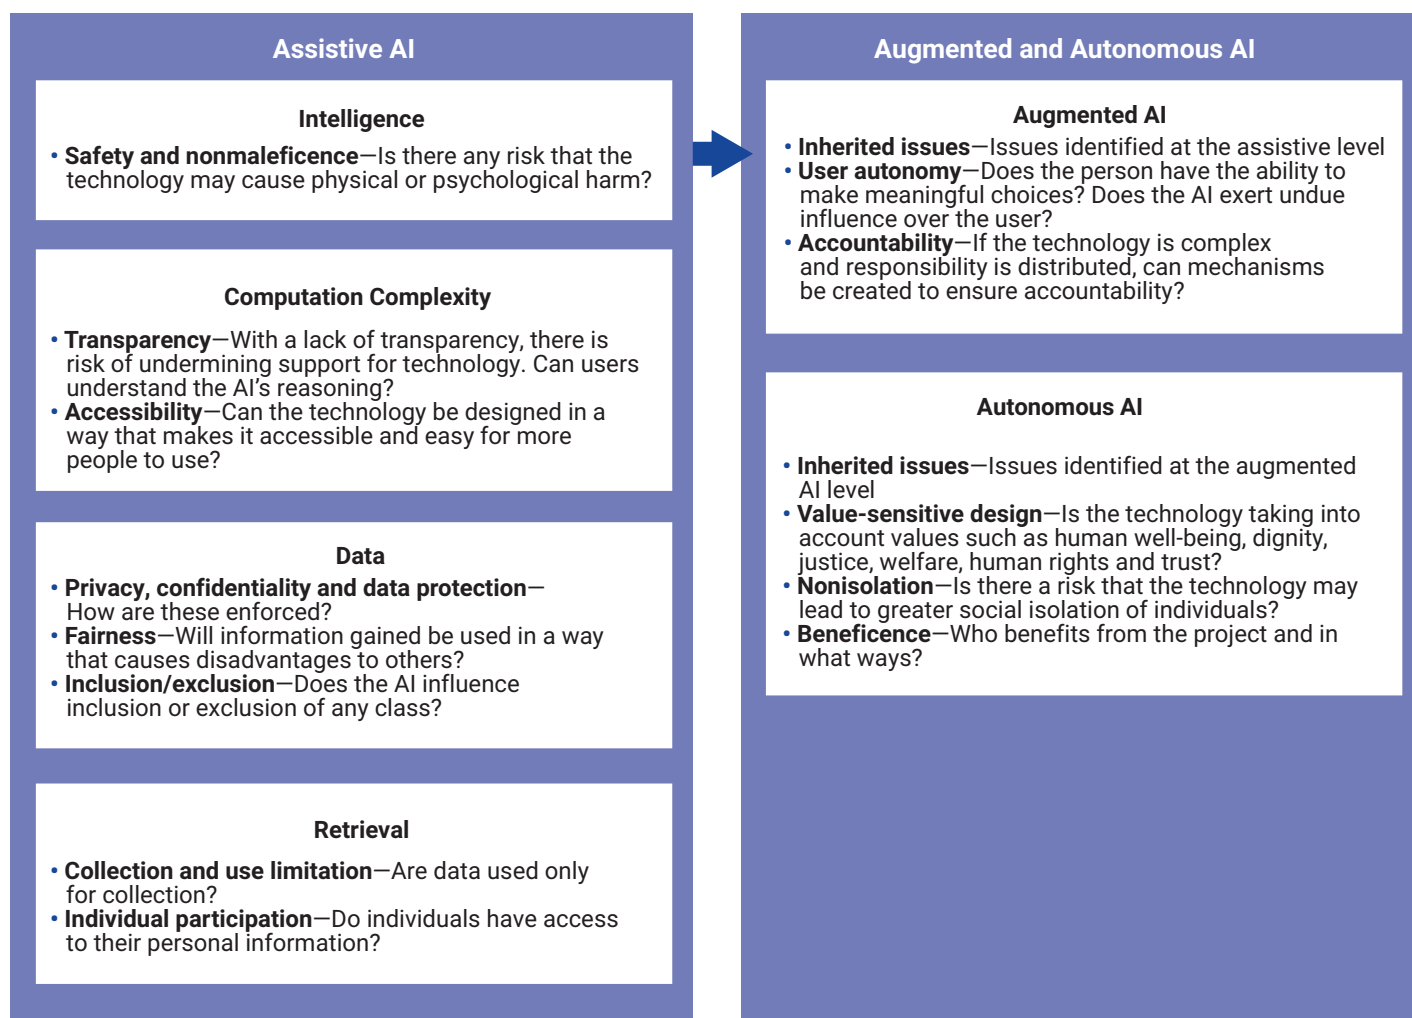 Assistive AI
Intelligence
• Safety and nonmaleficence—Is there any risk that the
technology may cause physical or psychological harm?
Computation Complexity
• Transparency—With a lack of transparency, there is
risk of undermining support for technology. Can users
understand the AI’s reasoning?
• Accessibility—Can the technology be designed in a
way that makes it accessible and easy for more
people to use?
Data
• Privacy, confidentiality and data protection—
How are these enforced?
• Fairness—Will information gained be used in a way
that causes disadvantages to others?
• Inclusion/exclusion—Does the AI influence
inclusion or exclusion of any class?
Retrieval
• Collection and use limitation—Are data used only
for collection?
• Individual participation—Do individuals have access
to their personal information?
Augmented and Autonomous AI
Augmented AI
• Inherited issues—Issues identified at the assistive level
• User autonomy—Does the person have the ability to
make meaningful choices? Does the AI exert undue
influence over the user?
• Accountability—If the technology is complex
and responsibility is distributed, can mechanisms
be created to ensure accountability?
Autonomous AI
• Inherited issues—Issues identified at the augmented
AI level
• Value-sensitive design—Is the technology taking into
account values such as human well-being, dignity,
justice, welfare, human rights and trust?
• Nonisolation—Is there a risk that the technology may
lead to greater social isolation of individuals?
• Beneficence—Who benefits from the project and in
what ways?